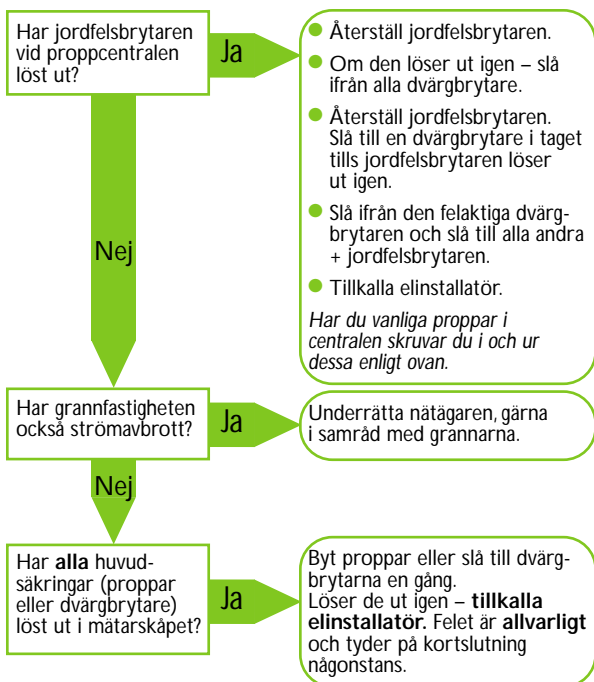 Har jordfelsbrytaren
vid proppcentralen
löst ut?
Ja
● Återställ jordfelsbrytaren.
● Om den löser ut igen – slå
ifrån alla dvärgbrytare.
● Återställ jordfelsbrytaren.
Slå till en dvärgbrytare i taget
tills jordfelsbrytaren löser
ut igen.
● Slå ifrån den felaktiga dvärg-
brytaren och slå till alla andra
+ jordfelsbrytaren.
● Tillkalla elinstallatör.
Har du vanliga proppar i
centralen skruvar du i och ur
dessa enligt ovan.
Nej
Har grannfastigheten
också strömavbrott?
Ja
Underrätta nätägaren, gärna
i samråd med grannarna.
Nej
Har alla huvud-
säkringar (proppar
eller dvärgbrytare)
löst ut i mätarskåpet?
Ja
Byt proppar eller slå till dvärg-
brytarna en gång.
Löser de ut igen – tillkalla
elinstallatör. Felet är allvarligt
och tyder på kortslutning
någonstans.